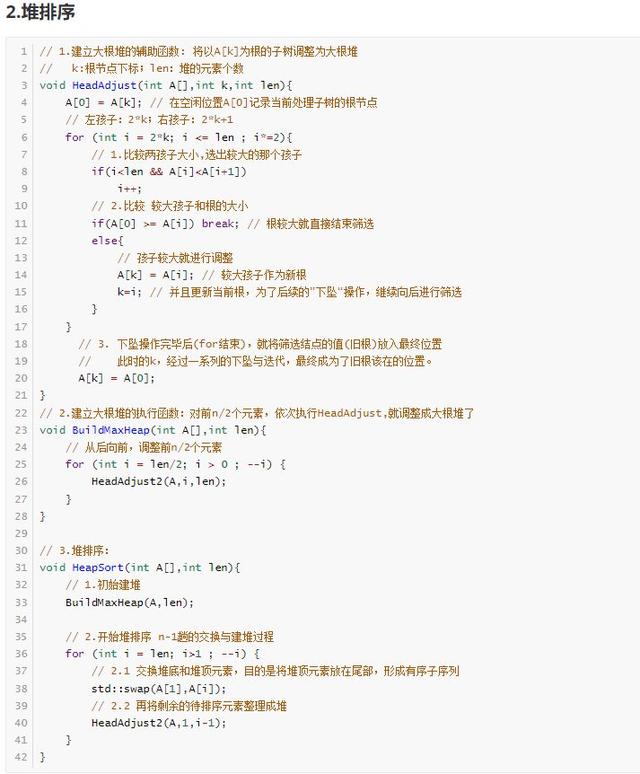 2.堆排序
1 // 1.建立大根堆的辅助函数: 将以A[k]为根的子树调整为大根堆
2 //   k:根节点下标；len：堆的元素个数
3 void HeadAdjust(int A[],int k,int len){
4     A[0] = A[k]; // 在空闲位置A[0]记录当前处理子树的根节点
5     // 左孩子：2*k；右孩子：2*k+1
6     for (int i = 2*k; i <= len ; i*=2){
7         // 1.比较两孩子大小,选出较大的那个孩子
8         if(i<len && A[i]<A[i+1])
9             i++;
10         // 2.比较 较大孩子和根的大小
11         if(A[0] >= A[i]) break; // 根较大就直接结束筛选
12         else{
13             // 孩子较大就进行调整
14             A[k] = A[i]; // 较大孩子作为新根
15             k=i; // 并且更新当前根，为了后续的"下坠"操作，继续向后进行筛选
16         }
17     }
18       // 3. 下坠操作完毕后(for结束)，就将筛选结点的值(旧根)放入最终位置
19       //    此时的k，经过一系列的下坠与迭代，最终成为了旧根该在的位置。
20       A[k] = A[0];
21 }
22 // 2.建立大根堆的执行函数：对前n/2个元素，依次执行HeadAdjust,就调整成大根堆了
23 void BuildMaxHeap(int A[],int len){
24     // 从后向前，调整前n/2个元素
25     for (int i = len/2; i > 0 ; --i) {
26         HeadAdjust2(A,i,len);
27     }
28 }
29
30 // 3.堆排序：
31 void HeapSort(int A[],int len){
32     // 1.初始建堆
33     BuildMaxHeap(A,len);
34
35     // 2.开始堆排序 n-1趟的交换与建堆过程
36     for (int i = len; i>1 ; --i) {
37         // 2.1 交换堆底和堆顶元素，目的是将堆顶元素放在尾部，形成有序子序列
38         std::swap(A[1],A[i]);
39         // 2.2 再将剩余的待排序元素整理成堆
40         HeadAdjust2(A,1,i-1);
41     }
42 }